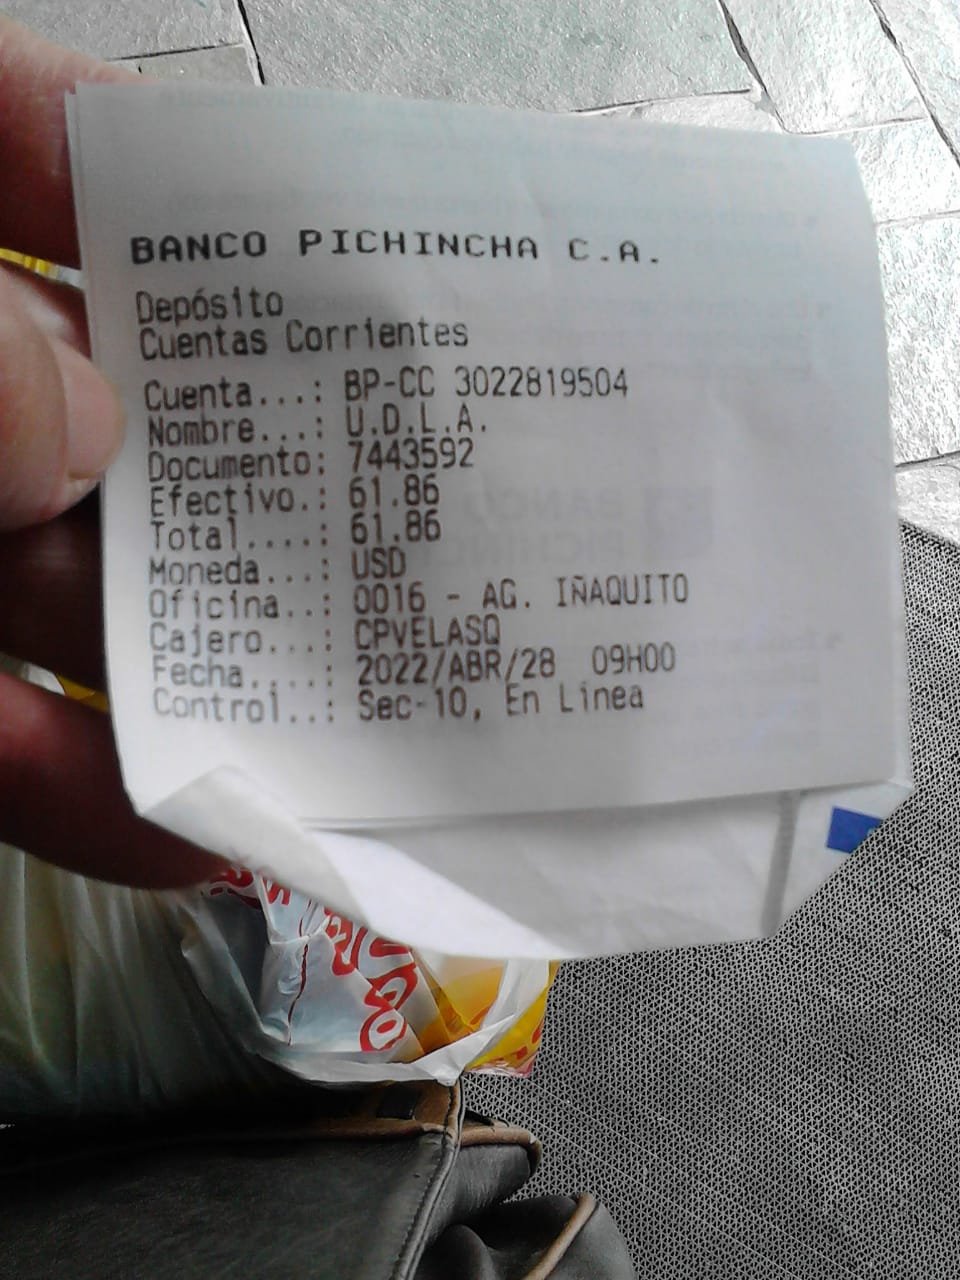 BANCO PICHINCHA C.A.
Depósito
Cuentas Corrientes
Cuenta...: BP-CC 3022819504
Nombre...: U.D.L.A.
Documento: 7443592
Efectivo.: 61.86
Total....: 61.86
Moneda...: USD
Oficina..: 0016 - AG. IÑAQUITO
Cajero...: CPVELASQ
Fecha....: 2022/ABR/28 09H00
Control..: Sec-10, En Línea